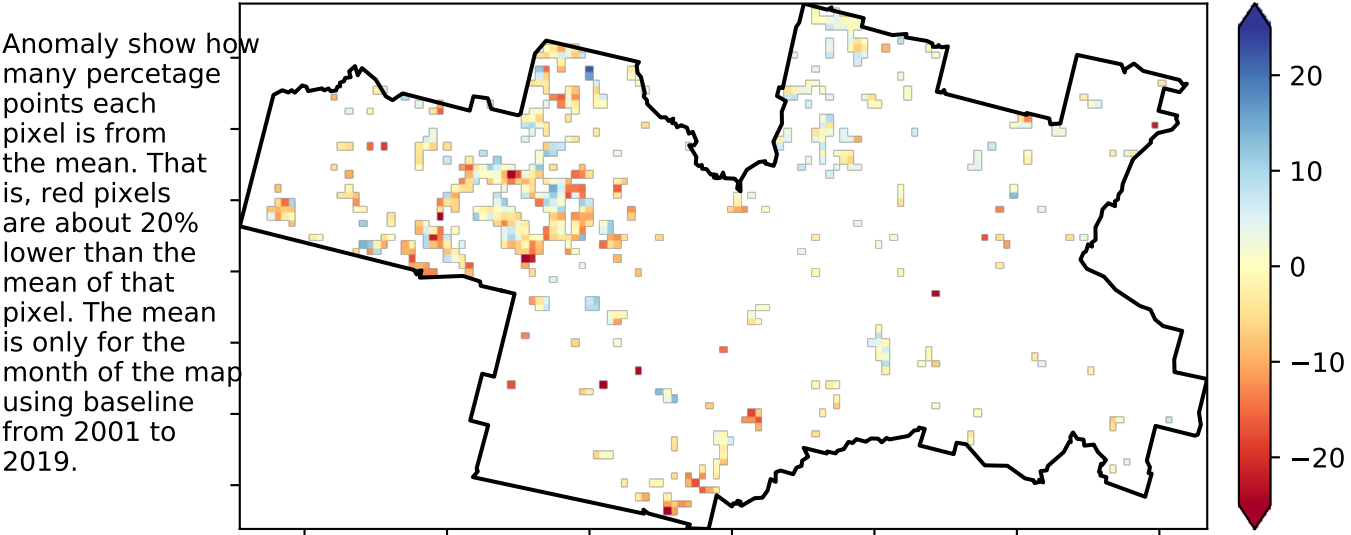 Anomaly show how
many percetage
points each
pixel is from
the mean. That
is, red pixels
are about 20%
lower than the
mean of that
pixel. The mean
is only for the
month of the map
using baseline
from 2001 to
2019.
20
10
0
−10
−20